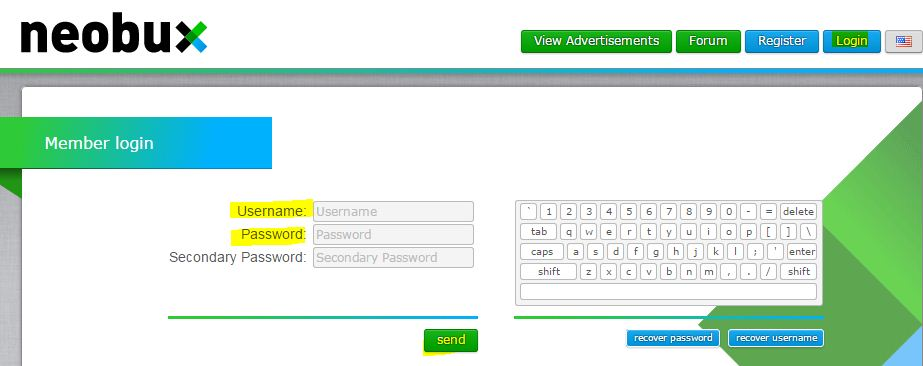 neobux
View Advertisements Forum Register Login
Member login
Username: Username
Password: Password
Secondary Password: Secondary Password
` 1 2 3 4 5 6 7 8 9 0 - = delete
tab q w e r t y u i o p [ ] \
caps a s d f g h j k l ; ' enter
shift z x c v b n m , . / shift
send recover password recover username